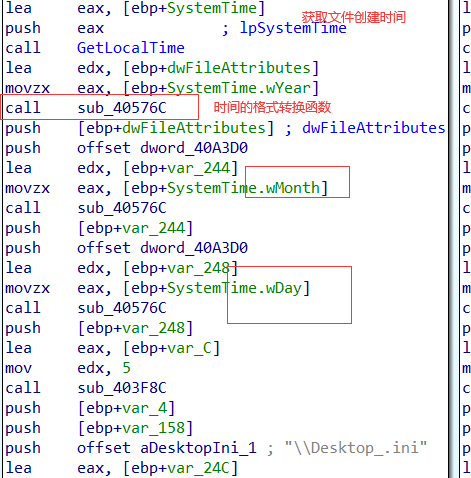 lea eax, [ebp+SystemTime]
push eax ; lpSystemTime
获取文件创建时间
call GetLocalTime
lea edx, [ebp+dwFileAttributes]
movzx eax, [ebp+SystemTime.wYear]
call sub_40576C
时间的格式转换函数
push [ebp+dwFileAttributes] ; dwFileAttributes
push offset dword_40A3D0
lea edx, [ebp+var_244]
movzx eax, [ebp+SystemTime.wMonth]
call sub_40576C
push [ebp+var_244]
push offset dword_40A3D0
lea edx, [ebp+var_248]
movzx eax, [ebp+SystemTime.wDay]
call sub_40576C
push [ebp+var_248]
lea eax, [ebp+var_C]
mov edx, 5
call sub_403F8C
push [ebp+var_4]
push [ebp+var_158]
push offset aDesktopIni_1 ; "\\Desktop_.ini"
lea eax, [ebp+var_24C]